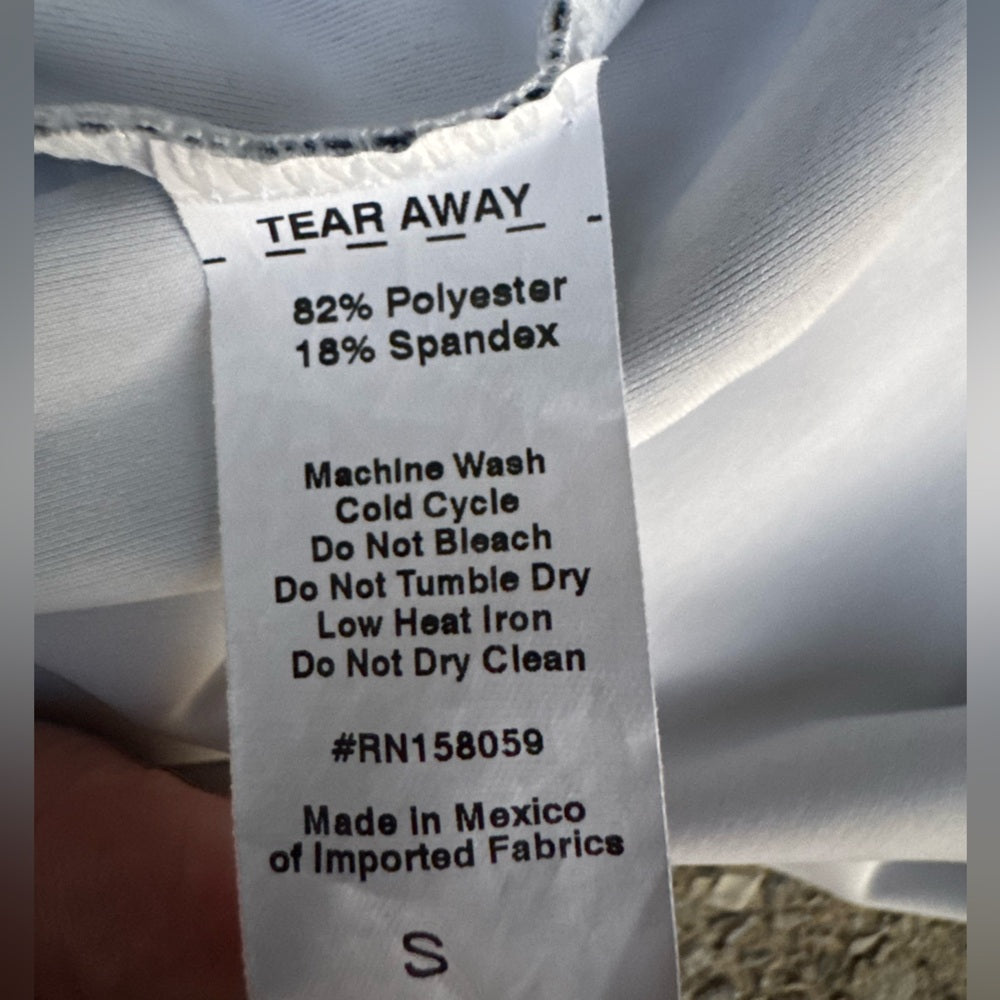 TEAR AWAY
82% Polyester
18% Spandex
Machine Wash
Cold Cycle
Do Not Bleach
Do Not Tumble Dry
Low Heat Iron
Do Not Dry Clean
#RN158059
Made in Mexico
of Imported Fabrics
S